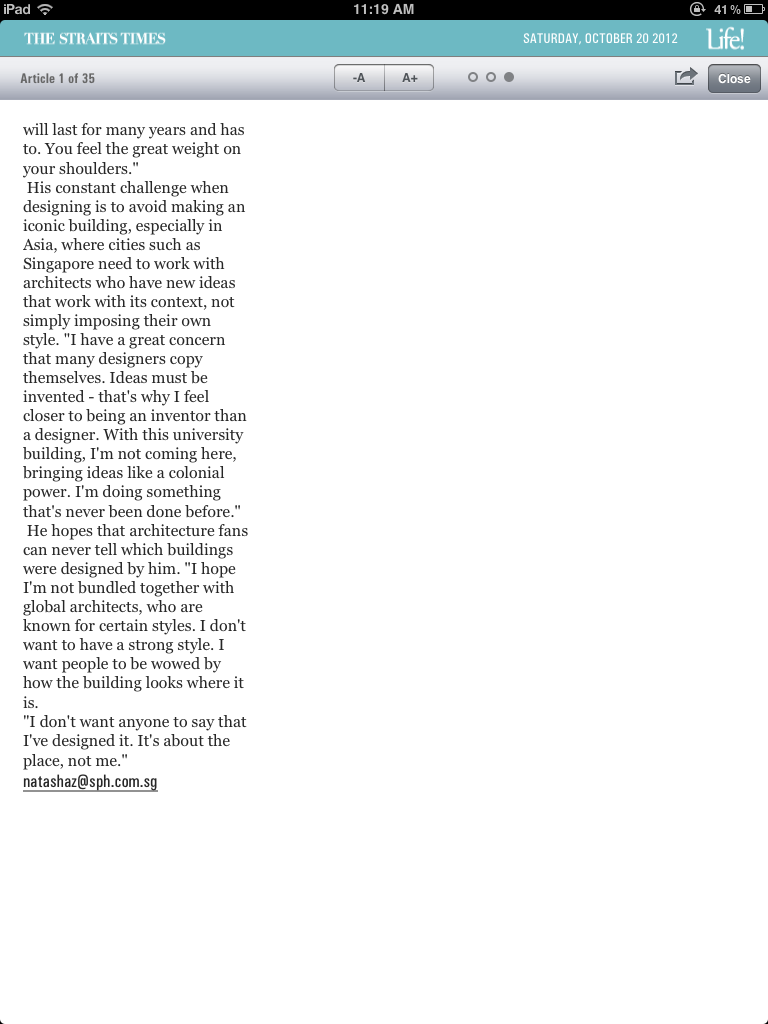 iPad 11:19 AM 41%
THE STRAITS TIMES SATURDAY, OCTOBER 20 2012 Life!
Article 1 of 35 -A A+ Close
will last for many years and has
to. You feel the great weight on
your shoulders."
His constant challenge when
designing is to avoid making an
iconic building, especially in
Asia, where cities such as
Singapore need to work with
architects who have new ideas
that work with its context, not
simply imposing their own
style. "I have a great concern
that many designers copy
themselves. Ideas must be
invented - that's why I feel
closer to being an inventor than
a designer. With this university
building, I'm not coming here,
bringing ideas like a colonial
power. I'm doing something
that's never been done before."
He hopes that architecture fans
can never tell which buildings
were designed by him. "I hope
I'm not bundled together with
global architects, who are
known for certain styles. I don't
want to have a strong style. I
want people to be wowed by
how the building looks where it
is.
"I don't want anyone to say that
I've designed it. It's about the
place, not me."
natashaz@sph.com.sg